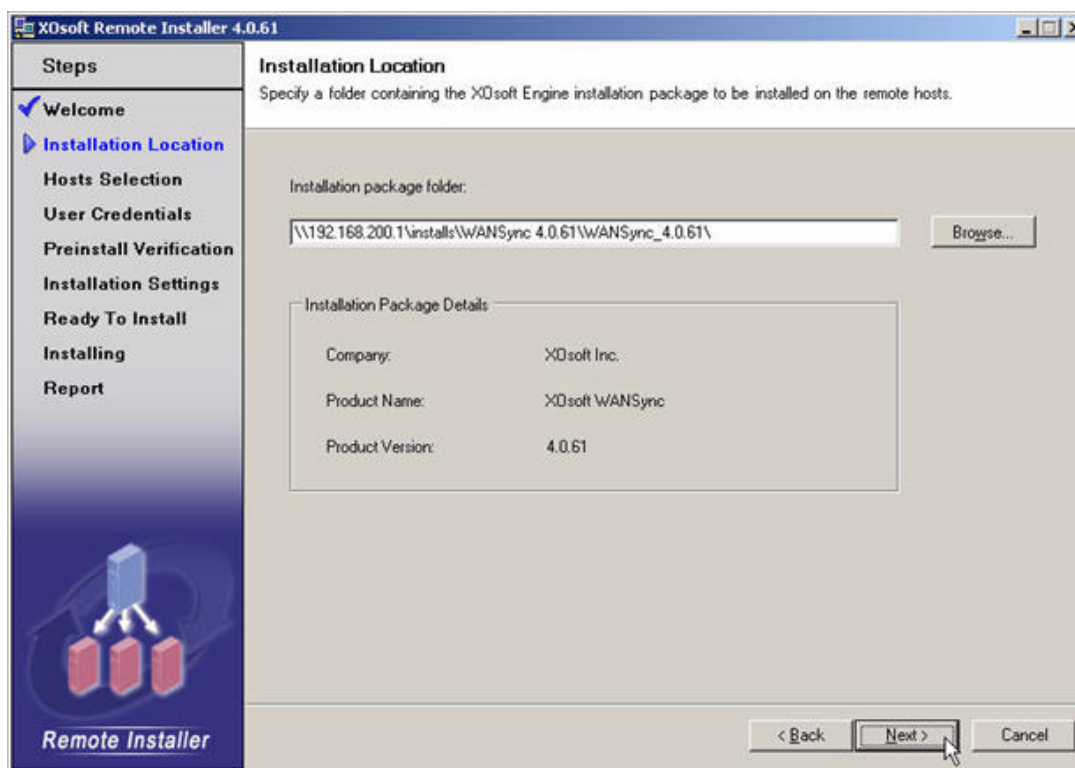 XOsoft Remote Installer 4.0.61
Steps
Welcome
Installation Location
Hosts Selection
User Credentials
Preinstall Verification
Installation Settings
Ready To Install
Installing
Report
Remote Installer
Installation Location
Specify a folder containing the XOsoft Engine installation package to be installed on the remote hosts.
Installation package folder:
\\192.168.200.1\installs\WANSync 4.0.61\WANSync_4.0.61\
Browse...
Installation Package Details
Company: XOsoft Inc.
Product Name: XOsoft WANSync
Product Version: 4.0.61
< Back Next > Cancel